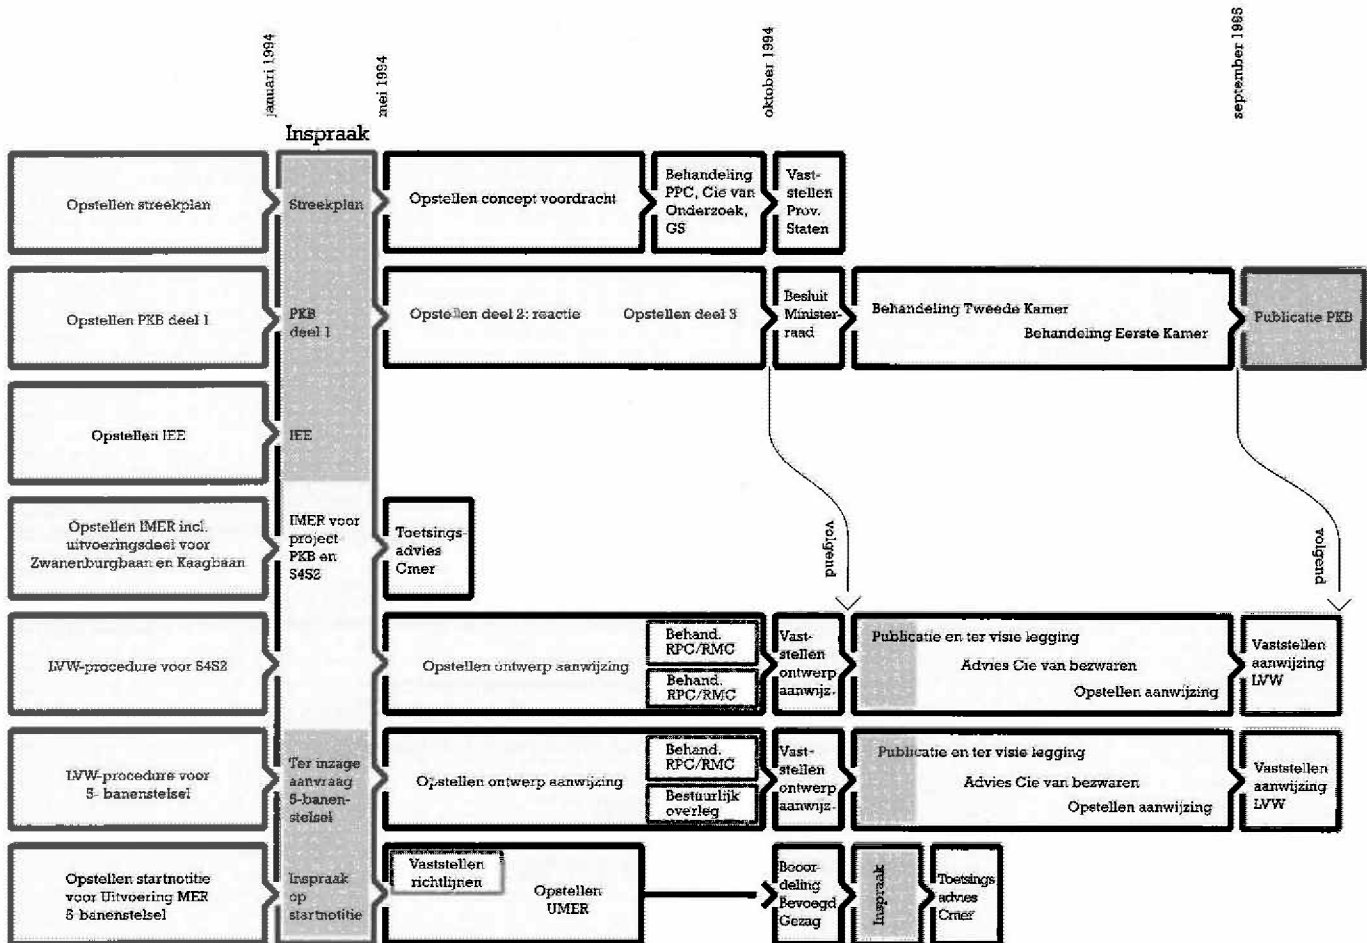 januari 1994
mei 1994
oktober 1994
september 1995
Inspraak
Opstellen streekplan
Streekplan
Opstellen concept voordracht
Behandeling
PPC, Cie van
Onderzoek,
GS
Vast-
stellen
Prov.
Staten
Opstellen PKB deel 1
PKB
deel 1
Opstellen deel 2: reactie
Opstellen deel 3
Besluit
Minister-
raad
Behandeling Tweede Kamer
Behandeling Eerste Kamer
Publicatie PKB
Opstellen IEE
IEE
Opstellen IMER incl.
uitvoeringsdeel voor
Zwanenburgbaan en Kaagbaan
IMER voor
project-
PKB en
S4S2
Toetsings-
advies
Cmer
volgend
volgend
LVW-procedure voor S4S2
Opstellen ontwerp aanwijzing
Behand.
RPC/RMC
Behand.
RPC/RMC
Vast-
stellen
ontwerp
aanwijz.
Publicatie en ter visie legging
Advies Cie van bezwaren
Opstellen aanwijzing
Vaststellen
aanwijzing
LVW
LVW-procedure voor
5- banenstelsel
Ter inzage
aanvraag
5-banen-
stelsel
Opstellen ontwerp aanwijzing
Behand.
RPC/RMC
Bestuurlijk
overleg
Vast-
stellen
ontwerp
aanwijz.
Publicatie en ter visie legging
Advies Cie van bezwaren
Opstellen aanwijzing
Vaststellen
aanwijzing
LVW
Opstellen startnotitie
voor Uitvoering MER
5-banenstelsel
Inspraak
op
startnotitie
Vaststellen
richtlijnen
Opstellen
UMER
Beoor-
deling
Bevoegd
Gezag
Inspraak
Toetsings
advies
Cmer